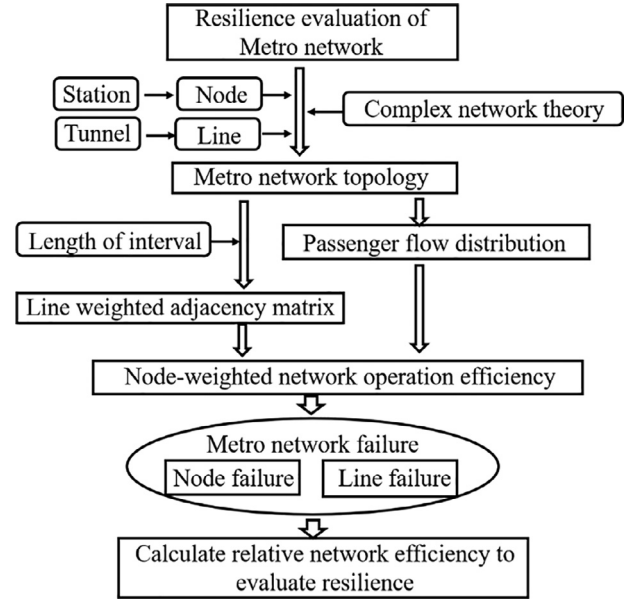 Resilience evaluation of
Metro network
Station
Node
Complex network theory
Tunnel
Line
Metro network topology
Length of interval
Passenger flow distribution
Line weighted adjacency matrix
Node-weighted network operation efficiency
Metro network failure
Node failure
Line failure
Calculate relative network efficiency to
evaluate resilience